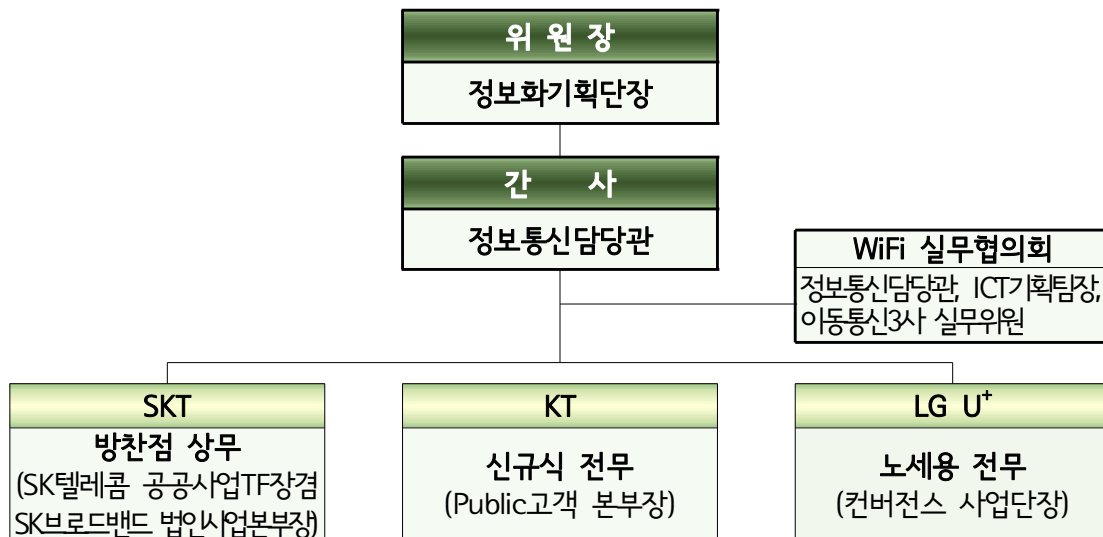 위 원 장
정보화기획단장
간 사
정보통신담당관
WiFi 실무협의회
정보통신담당관, ICT기획팀장,
이동통신3사 실무위원
SKT
방찬점 상무
(SK텔레콤 공공사업TF장겸
SK브로드밴드 법인사업본부장)
KT
신규식 전무
(Public고객 본부장)
LG U+
노세용 전무
(컨버전스 사업단장)